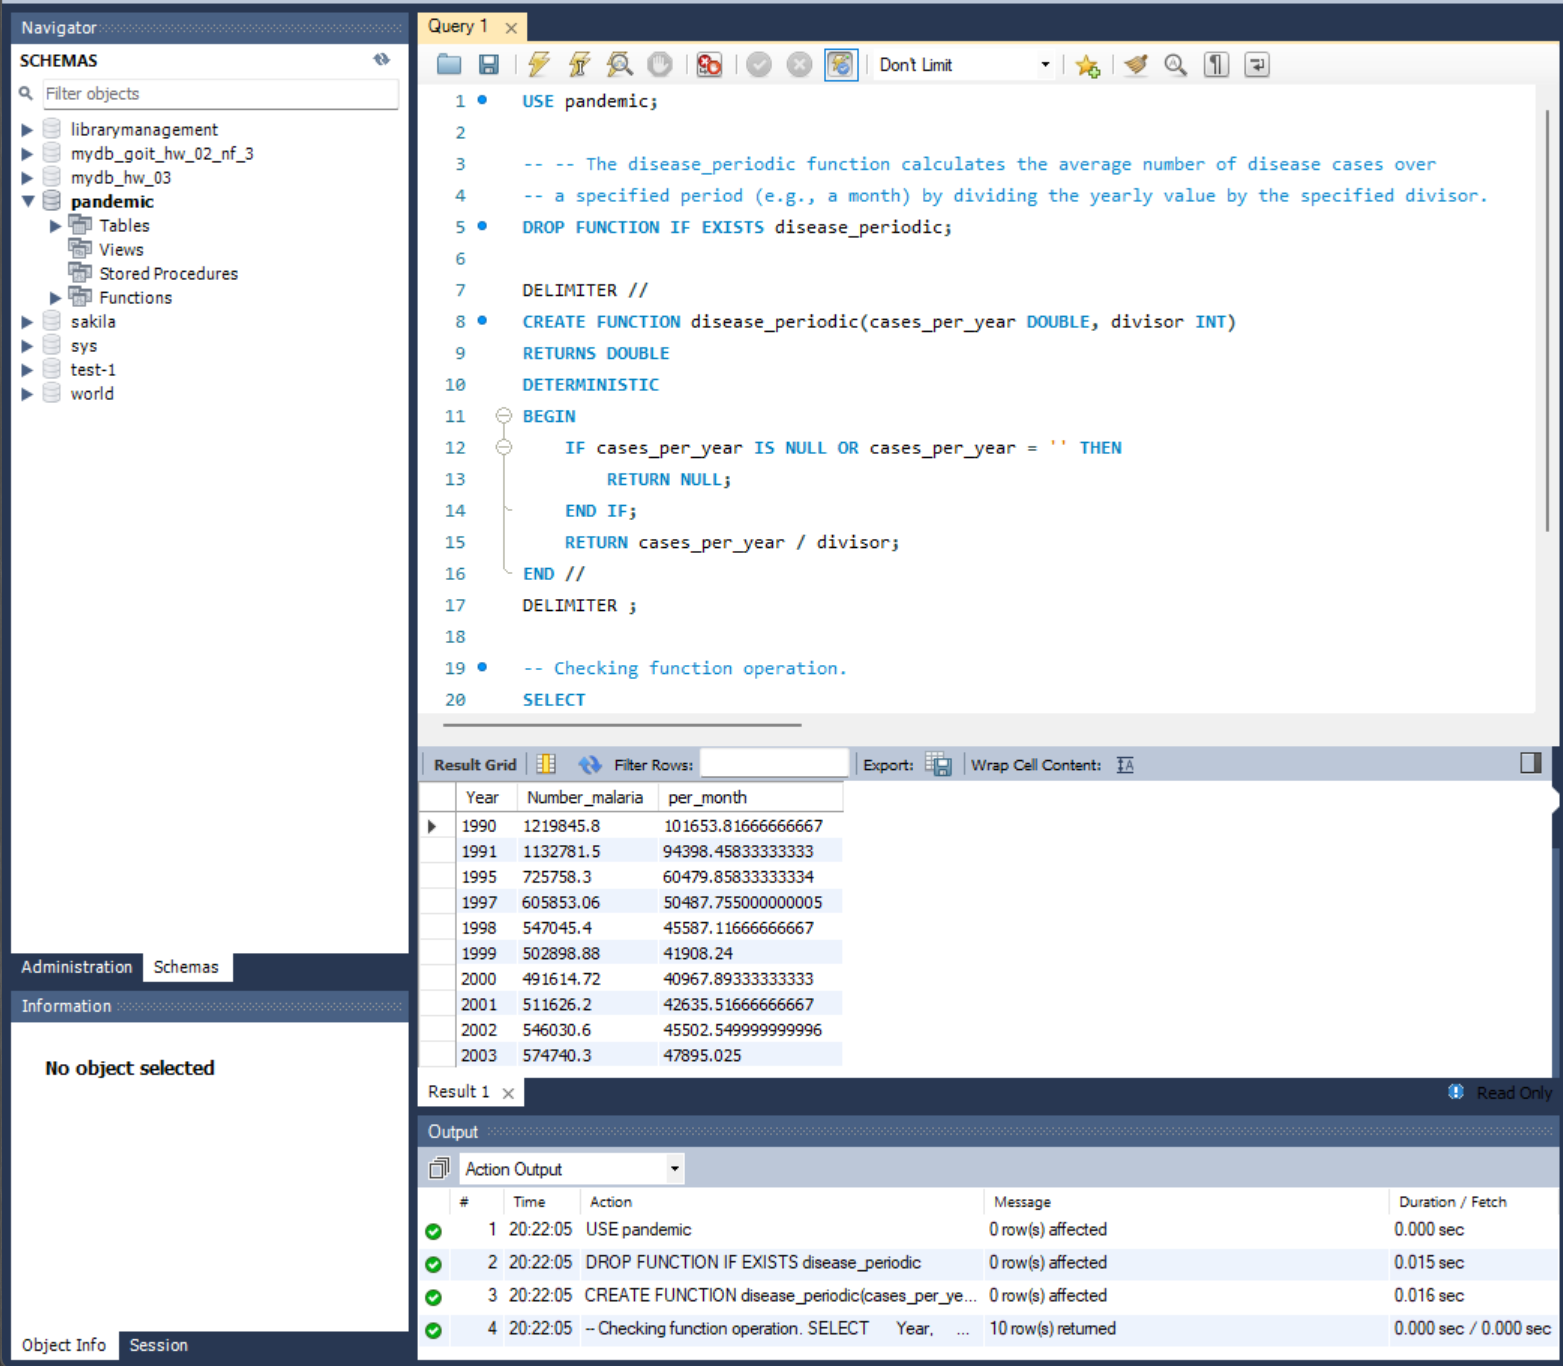 Navigator
SCHEMAS
Filter objects
librarymanagement
mydb_goit_hw_02_nf_3
mydb_hw_03
pandemic
Tables
Views
Stored Procedures
Functions
sakila
sys
test-1
world
Administration Schemas
Information
No object selected
Object Info Session
Query 1
Don't Limit
1 USE pandemic;
2
3 -- -- The disease_periodic function calculates the average number of disease cases over
4 -- a specified period (e.g., a month) by dividing the yearly value by the specified divisor.
5 DROP FUNCTION IF EXISTS disease_periodic;
6
7 DELIMITER //
8 CREATE FUNCTION disease_periodic(cases_per_year DOUBLE, divisor INT)
9 RETURNS DOUBLE
10 DETERMINISTIC
11 BEGIN
12 IF cases_per_year IS NULL OR cases_per_year = '' THEN
13 RETURN NULL;
14 END IF;
15 RETURN cases_per_year / divisor;
16 END //
17 DELIMITER ;
18
19 -- Checking function operation.
20 SELECT
Result Grid Filter Rows: Export: Wrap Cell Content:
Year Number_malaria per_month
1990 1219845.8 101653.81666666667
1991 1132781.5 94398.45833333333
1995 725758.3 60479.85833333334
1997 605853.06 50487.755000000005
1998 547045.4 45587.11666666667
1999 502898.88 41908.24
2000 491614.72 40967.89333333333
2001 511626.2 42635.51666666667
2002 546030.6 45502.549999999996
2003 574740.3 47895.025
Result 1 Read Only
Output
Action Output
# Time Action Message Duration / Fetch
1 20:22:05 USE pandemic 0 row(s) affected 0.000 sec
2 20:22:05 DROP FUNCTION IF EXISTS disease_periodic 0 row(s) affected 0.015 sec
3 20:22:05 CREATE FUNCTION disease_periodic(cases_per_ye... 0 row(s) affected 0.016 sec
4 20:22:05 -- Checking function operation. SELECT Year, ... 10 row(s) returned 0.000 sec / 0.000 sec